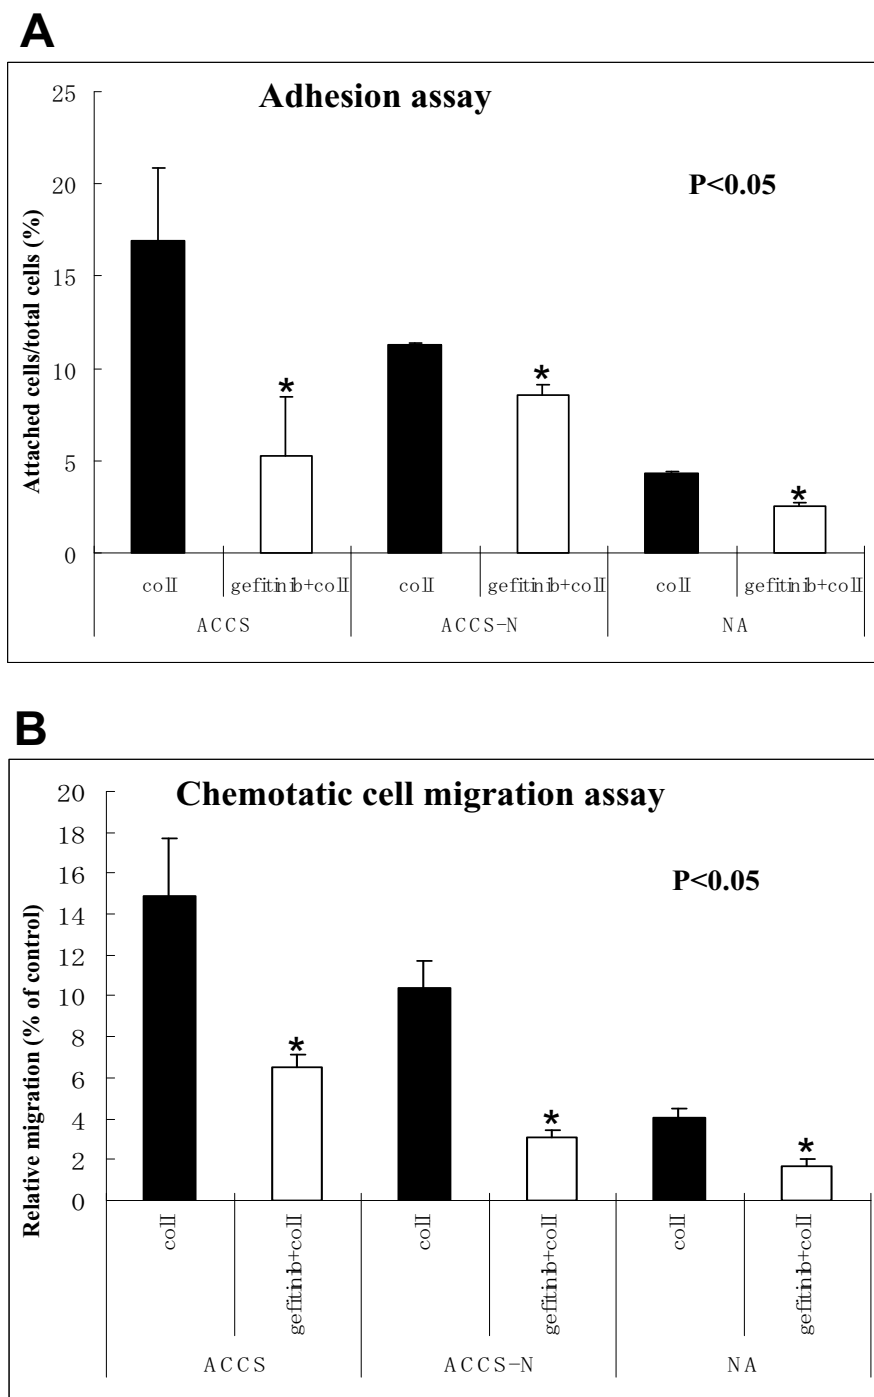 A
Adhesion assay
P<0.05
Attached cells/total cells (%)
25
20
15
10
5
0
*
*
*
colI
gefitinib+colI
colI
gefitinib+colI
colI
gefitinib+colI
ACCS
ACCS-N
NA
B
Chemotatic cell migration assay
P<0.05
Relative migration (% of control)
20
18
16
14
12
10
8
6
4
2
0
*
*
*
colI
gefitinib+colI
colI
gefitinib+colI
colI
gefitinib+colI
ACCS
ACCS-N
NA